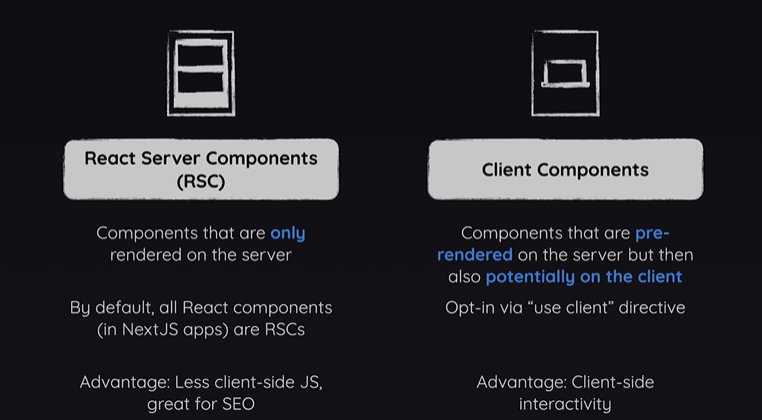 React Server Components
(RSC)
Components that are only
rendered on the server
By default, all React components
(in NextJS apps) are RSCs
Advantage: Less client-side JS,
great for SEO
Client Components
Components that are pre-
rendered on the server but then
also potentially on the client
Opt-in via “use client” directive
Advantage: Client-side
interactivity